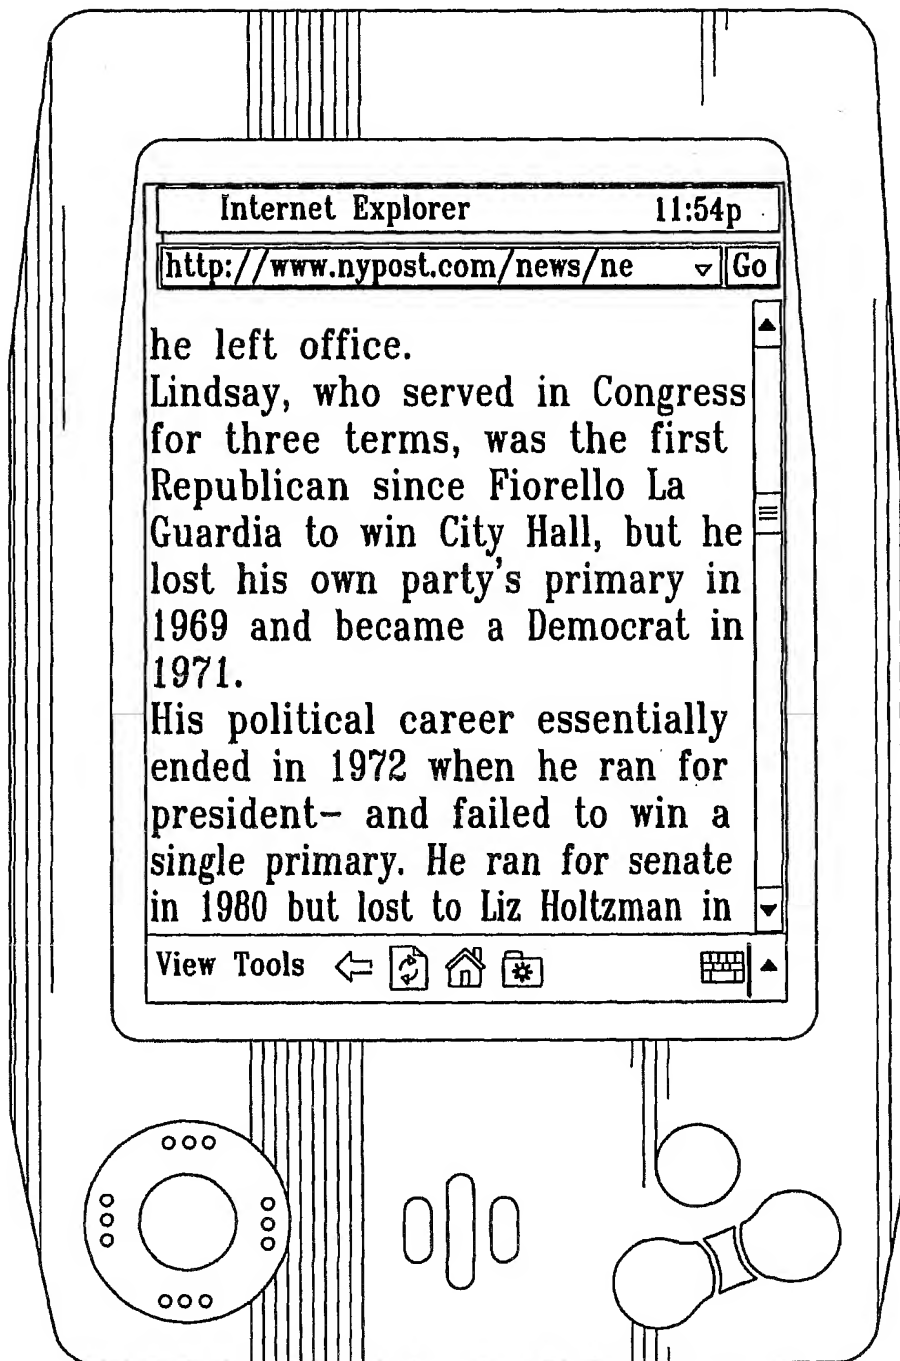 Internet Explorer 11:54p
http://www.nypost.com/news/ne Go
he left office.
Lindsay, who served in Congress
for three terms, was the first
Republican since Fiorello La
Guardia to win City Hall, but he
lost his own party's primary in
1969 and became a Democrat in
1971.
His political career essentially
ended in 1972 when he ran for
president– and failed to win a
single primary. He ran for senate
in 1980 but lost to Liz Holtzman in
View Tools